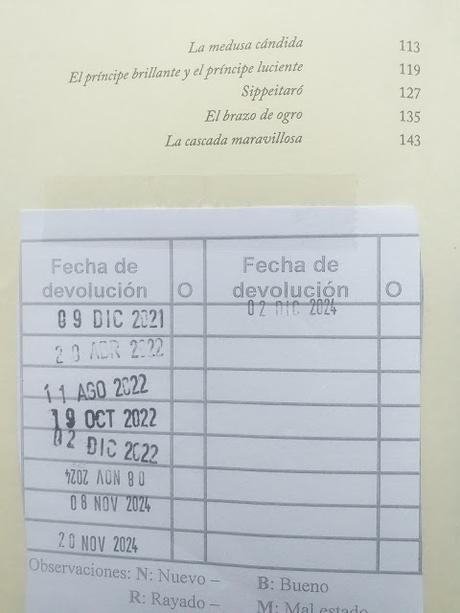 La medusa cándida 113
El príncipe brillante y el príncipe luciente 119
Sippeitaró 127
El brazo de ogro 135
La cascada maravillosa 143
Fecha de devolución O Fecha de devolución O
09 DIC 2021 02 DIC 2024
20 ABR 2022
11 AGO 2022
19 OCT 2022
02 DIC 2022
08 NOV 2024
08 NOV 2024
20 NOV 2024
Observaciones: N: Nuevo – B: Bueno
R: Rayado – M: Mal estado